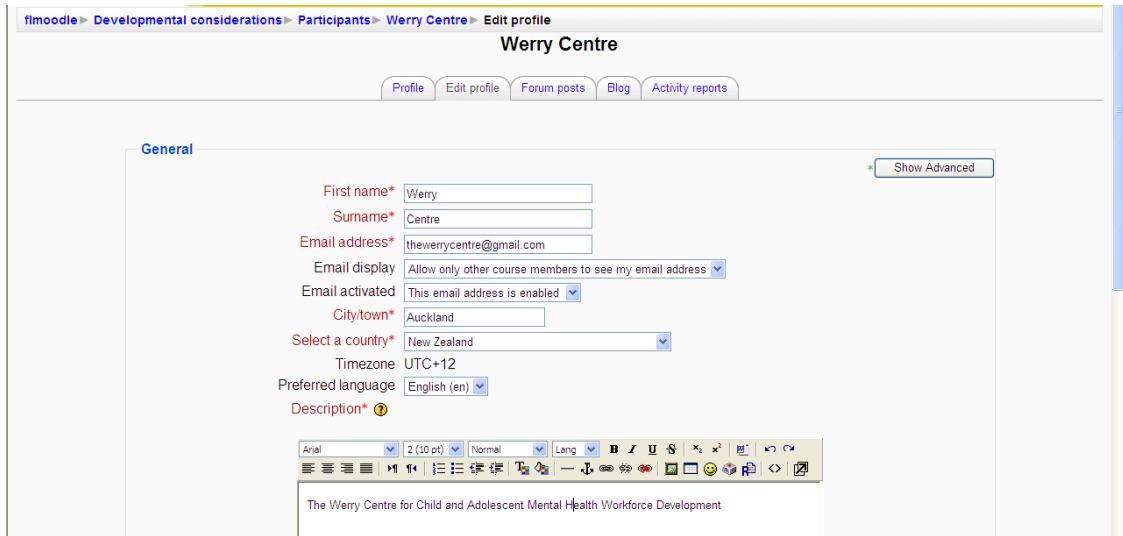 flmoodle ► Developmental considerations ► Participants ► Werry Centre ► Edit profile
Werry Centre
Profile Edit profile Forum posts Blog Activity reports
General
* Show Advanced
First name* Werry
Surname* Centre
Email address* thewerrycentre@gmail.com
Email display Allow only other course members to see my email address
Email activated This email address is enabled
City/town* Auckland
Select a country* New Zealand
Timezone UTC+12
Preferred language English (en)
Description* ?
Arial 2 (10 pt) Normal Lang B I U S x₂ x²
The Werry Centre for Child and Adolescent Mental Health Workforce Development